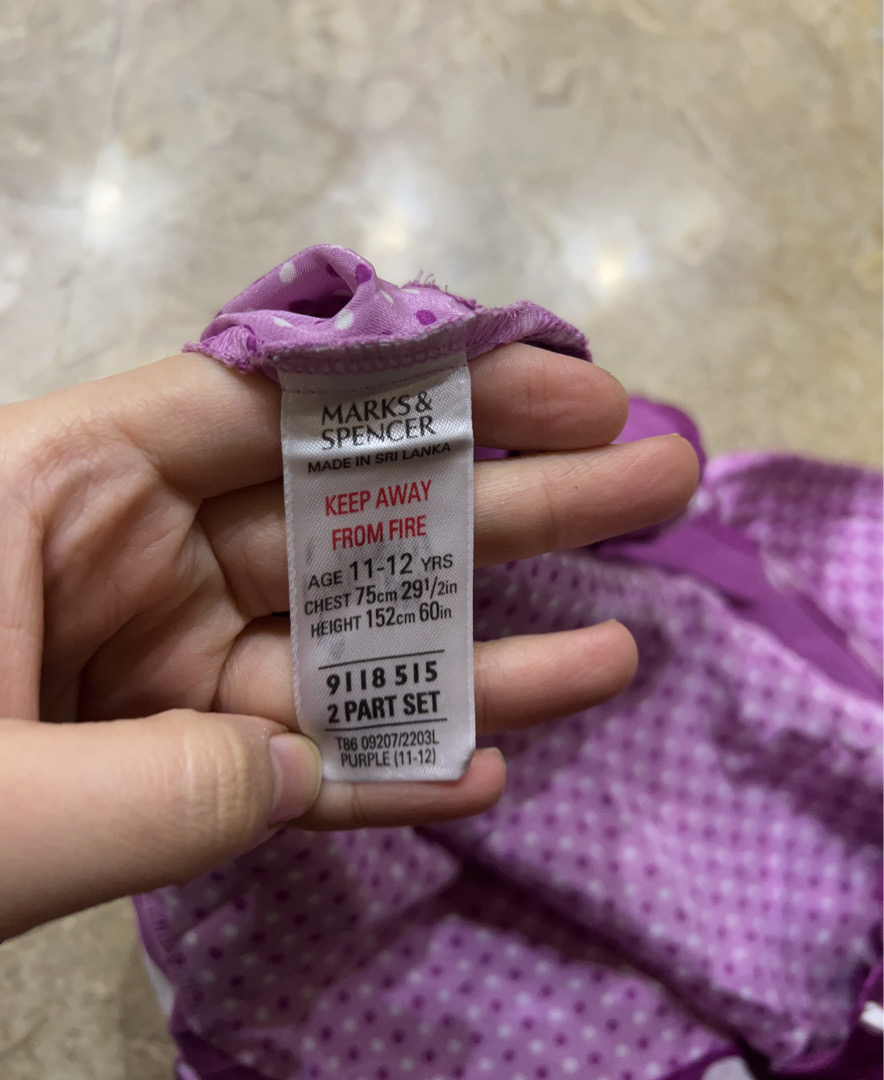 MARKS &
SPENCER
MADE IN SRI LANKA
KEEP AWAY
FROM FIRE
AGE 11-12 YRS
CHEST 75cm 29 1/2in
HEIGHT 152cm 60in
9118 515
2 PART SET
T86 09207/2203L
PURPLE (11-12)